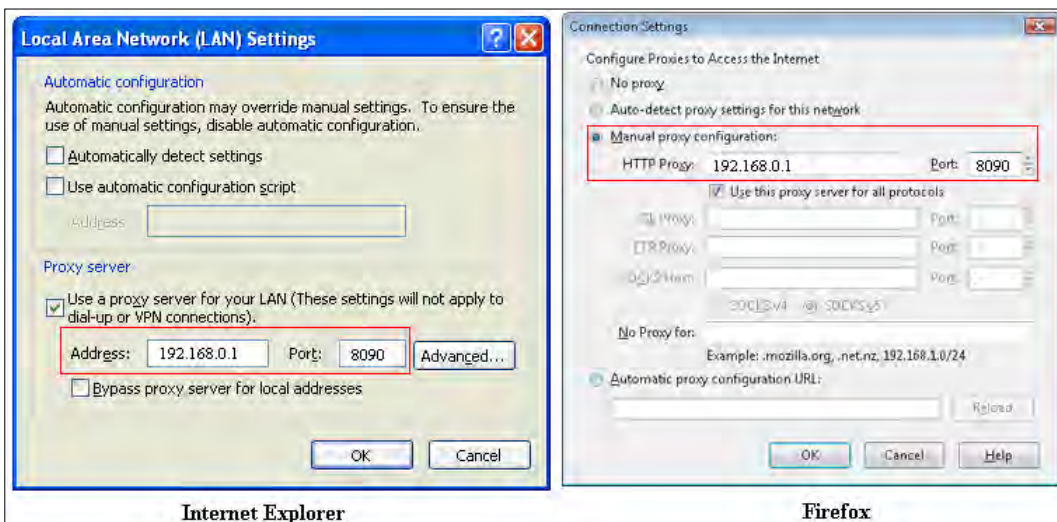 Local Area Network (LAN) Settings
Automatic configuration
Automatic configuration may override manual settings. To ensure the
use of manual settings, disable automatic configuration.
Automatically detect settings
Use automatic configuration script
Address
Proxy server
Use a proxy server for your LAN (These settings will not apply to
dial-up or VPN connections).
Address: 192.168.0.1 Port: 8090 Advanced...
Bypass proxy server for local addresses
OK Cancel
Internet Explorer
Connection Settings
Configure Proxies to Access the Internet
No proxy
Auto-detect proxy settings for this network
Manual proxy configuration:
HTTP Proxy: 192.168.0.1 Port: 8090
Use this proxy server for all protocols
Proxy: Port:
Proxy: Port:
Port:
SOCKS v4 SOCKS v5
No Proxy for:
Example: .mozilla.org, .net.nz, 192.168.1.0/24
Automatic proxy configuration URL:
Reload
OK Cancel Help
Firefox